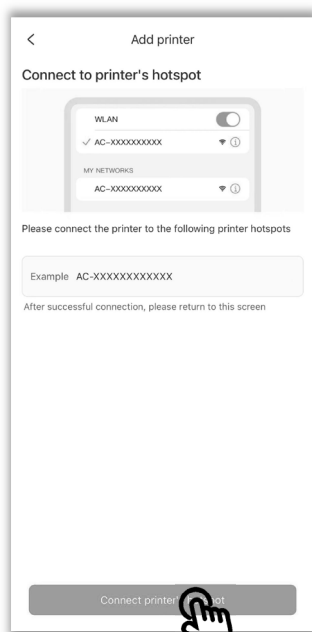 Add printer
Connect to printer's hotspot
WLAN
AC-XXXXXXXXXX
MY NETWORKS
AC-XXXXXXXXXX
Please connect the printer to the following printer hotspots
Example AC-XXXXXXXXXXXX
After successful connection, please return to this screen
Connect printer's hotspot